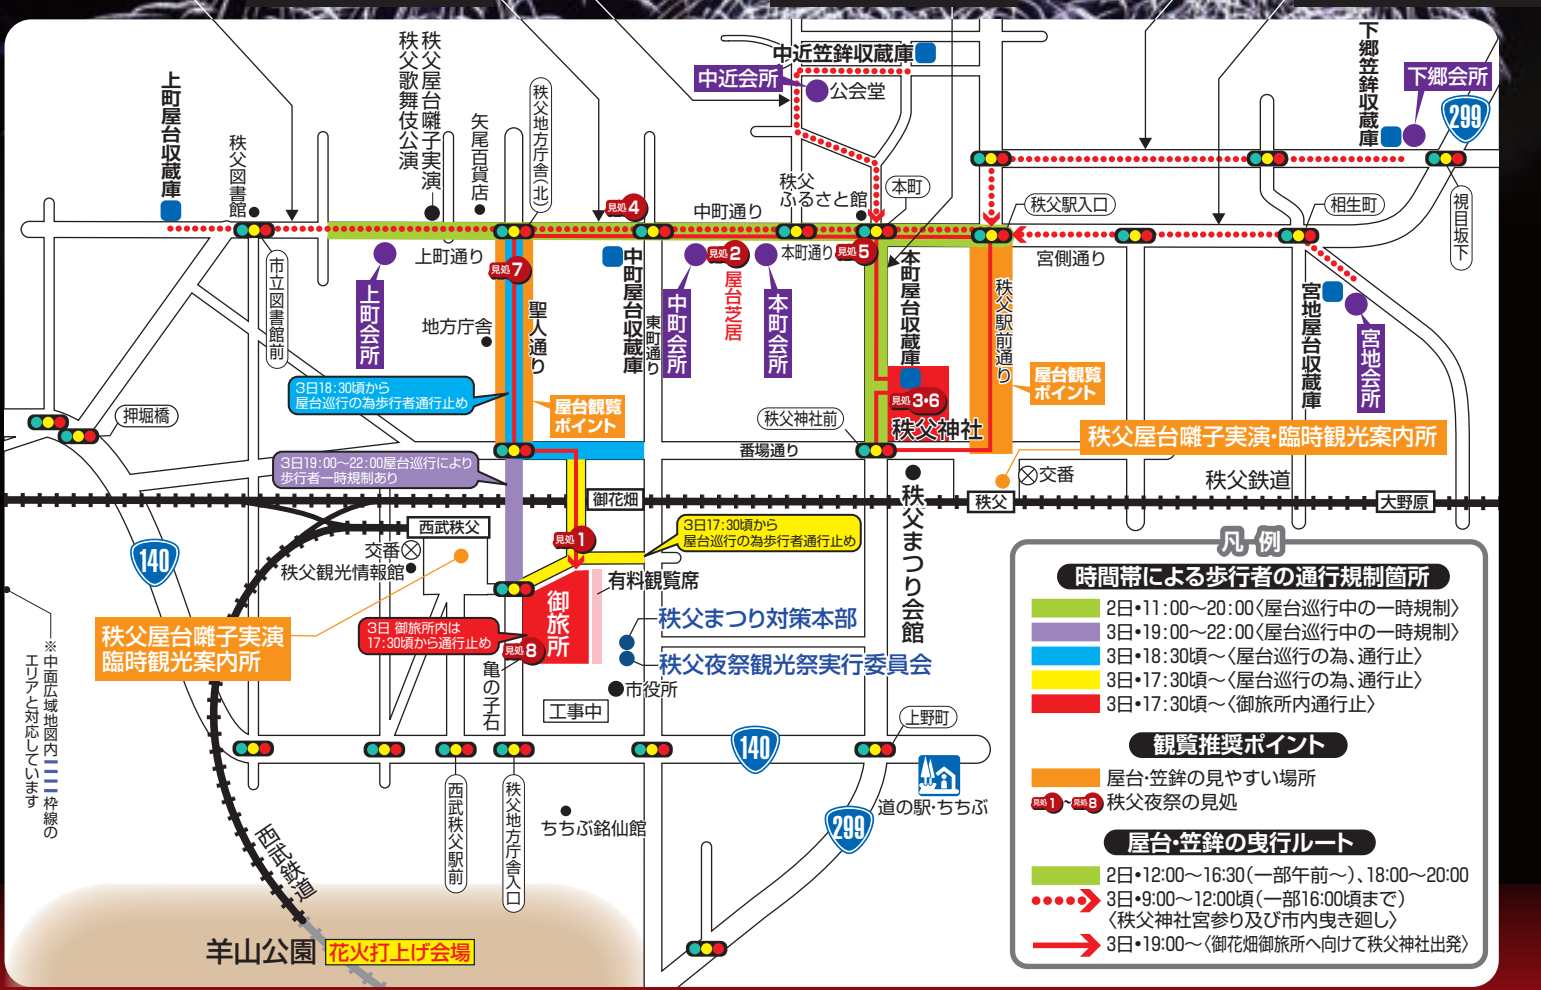 上町屋台収蔵庫
秩父図書館
秩父歌舞伎公演
秩父屋台囃子実演
矢尾百貨店
秩父地方庁舎(北)
中近笠鉾収蔵庫
中近会所
公会堂
下郷笠鉾収蔵庫
下郷会所
299
秩父
ふるさと館
本町
秩父駅入口
相生町
視目坂下
見処4
中町通り
上町通り
見処7
見処2
屋台芝居
本町通り
見処5
宮側通り
市立図書館前
上町会所
地方庁舎
聖人通り
中町屋台収蔵庫
東町通り
中町会所
本町会所
本町屋台収蔵庫
秩父駅前通り
宮地屋台収蔵庫
宮地会所
3日18:30頃から
屋台巡行の為歩行者通行止め
屋台観覧
ポイント
屋台観覧
ポイント
押堀橋
秩父神社前
見処3・6
秩父神社
番場通り
秩父屋台囃子実演・臨時観光案内所
3日19:00〜22:00屋台巡行により
歩行者一時規制あり
交番
秩父鉄道
御花畑
秩父
大野原
西武秩父
交番
秩父観光情報館
140
見処1
3日17:30頃から
屋台巡行の為歩行者通行止め
有料観覧席
御旅所
秩父まつり会館
秩父まつり対策本部
秩父夜祭観光祭実行委員会
3日 御旅所内は
17:30頃から通行止め
見処8
亀の子石
市役所
工事中
秩父屋台囃子実演
臨時観光案内所
※中面広域地図内 枠線の
エリアと対応しています
上野町
140
道の駅・ちちぶ
299
西武秩父駅前
秩父地方庁舎入口
ちちぶ銘仙館
西武鉄道
羊山公園
花火打上げ会場
凡例
時間帯による歩行者の通行規制箇所
2日・11:00〜20:00〈屋台巡行中の一時規制〉
3日・19:00〜22:00〈屋台巡行中の一時規制〉
3日・18:30頃〜〈屋台巡行の為、通行止〉
3日・17:30頃〜〈屋台巡行の為、通行止〉
3日・17:30頃〜〈御旅所内通行止〉
観覧推奨ポイント
屋台・笠鉾の見やすい場所
見処1〜見処8 秩父夜祭の見処
屋台・笠鉾の曳行ルート
2日・12:00〜16:30(一部午前〜)、18:00〜20:00
3日・9:00〜12:00頃(一部16:00頃まで)
〈秩父神社宮参り及び市内曳き廻し〉
3日・19:00〜〈御花畑御旅所へ向けて秩父神社出発〉